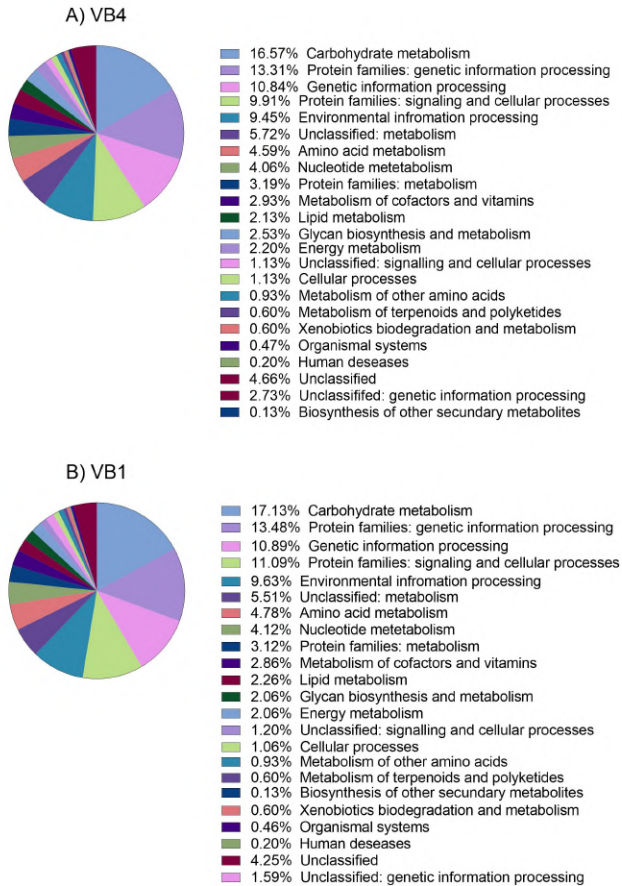 A) VB4
16.57% Carbohydrate metabolism
13.31% Protein families: genetic information processing
10.84% Genetic information processing
9.91% Protein families: signaling and cellular processes
9.45% Environmental infromation processing
5.72% Unclassified: metabolism
4.59% Amino acid metabolism
4.06% Nucleotide metetabolism
3.19% Protein families: metabolism
2.93% Metabolism of cofactors and vitamins
2.13% Lipid metabolism
2.53% Glycan biosynthesis and metabolism
2.20% Energy metabolism
1.13% Unclassified: signalling and cellular processes
1.13% Cellular processes
0.93% Metabolism of other amino acids
0.60% Metabolism of terpenoids and polyketides
0.60% Xenobiotics biodegradation and metabolism
0.47% Organismal systems
0.20% Human deseases
4.66% Unclassified
2.73% Unclassififed: genetic information processing
0.13% Biosynthesis of other secundary metabolites
B) VB1
17.13% Carbohydrate metabolism
13.48% Protein families: genetic information processing
10.89% Genetic information processing
11.09% Protein families: signaling and cellular processes
9.63% Environmental infromation processing
5.51% Unclassified: metabolism
4.78% Amino acid metabolism
4.12% Nucleotide metetabolism
3.12% Protein families: metabolism
2.86% Metabolism of cofactors and vitamins
2.26% Lipid metabolism
2.06% Glycan biosynthesis and metabolism
2.06% Energy metabolism
1.20% Unclassified: signalling and cellular processes
1.06% Cellular processes
0.93% Metabolism of other amino acids
0.60% Metabolism of terpenoids and polyketides
0.13% Biosynthesis of other secundary metabolites
0.60% Xenobiotics biodegradation and metabolism
0.46% Organismal systems
0.20% Human deseases
4.25% Unclassified
1.59% Unclassified: genetic information processing